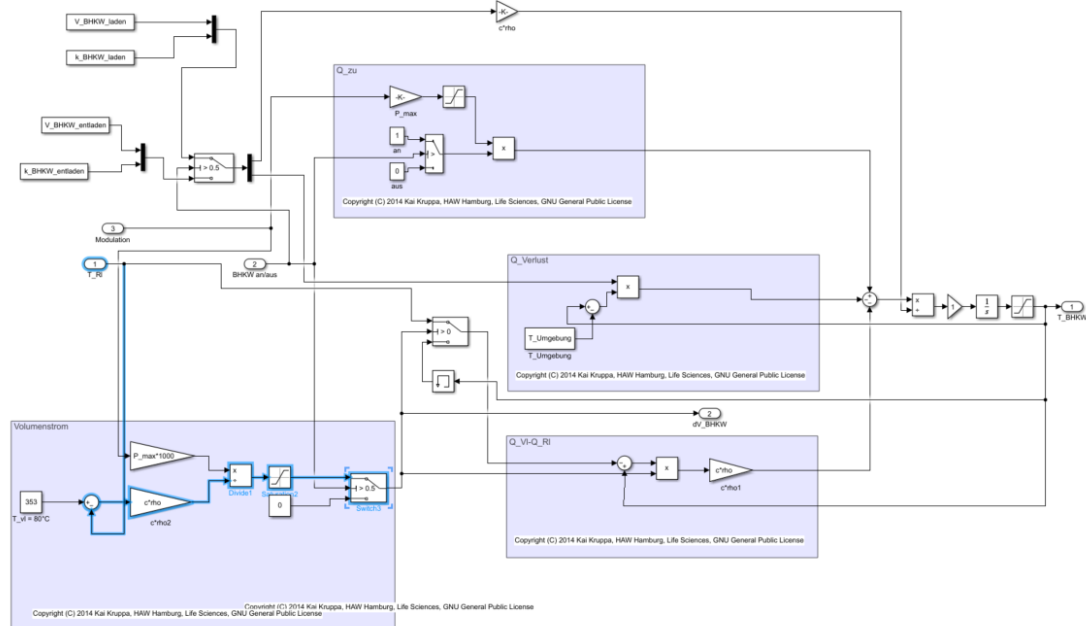 V_BHKW_laden
k_BHKW_laden
-K-
c*rho
Q_zu
-K-
P_max
1
an
0
aus
x
Copyright (C) 2014 Kai Kruppa, HAW Hamburg, Life Sciences, GNU General Public License
V_BHKW_entladen
k_BHKW_entladen
> 0.5
3
Modulation
1
T_Rl
2
BHKW an/aus
Q_Verlust
x
+
-
T_Umgebung
T_Umgebung
Copyright (C) 2014 Kai Kruppa, HAW Hamburg, Life Sciences, GNU General Public License
x
÷
1
1
s
1
T_BHKW
> 0
2
dV_BHKW
Volumenstrom
P_max*1000
353
T_vl = 80°C
c*rho
c*rho2
x
÷
Divide1
0
> 0.5
Switch3
Q_Vl-Q_Rl
x
c*rho
c*rho1
Copyright (C) 2014 Kai Kruppa, HAW Hamburg, Life Sciences, GNU General Public License
Copyright (C) 2014 Kai Kruppa, HAW Hamburg, Life Sciences, GNU General Public License
Copyright (C) 2014 Kai Kruppa, HAW Hamburg, Life Sciences, GNU General Public License